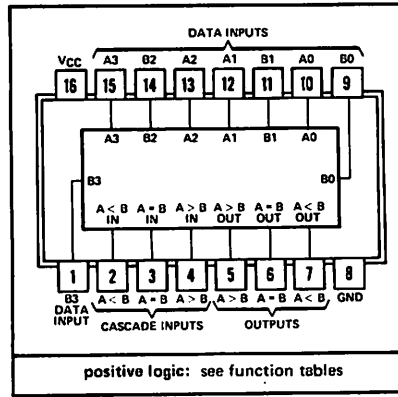 DATA INPUTS
VCC A3 B2 A2 A1 B1 A0 B0
16 15 14 13 12 11 10 9
A3 B2 A2 A1 B1 A0
B3 B0
A < B A = B A > B A > B A = B A < B
IN IN IN OUT OUT OUT
1 2 3 4 5 6 7 8
B3 A < B A = B A > B A > B A = B A < B GND
DATA INPUT CASCADE INPUTS OUTPUTS
positive logic: see function tables